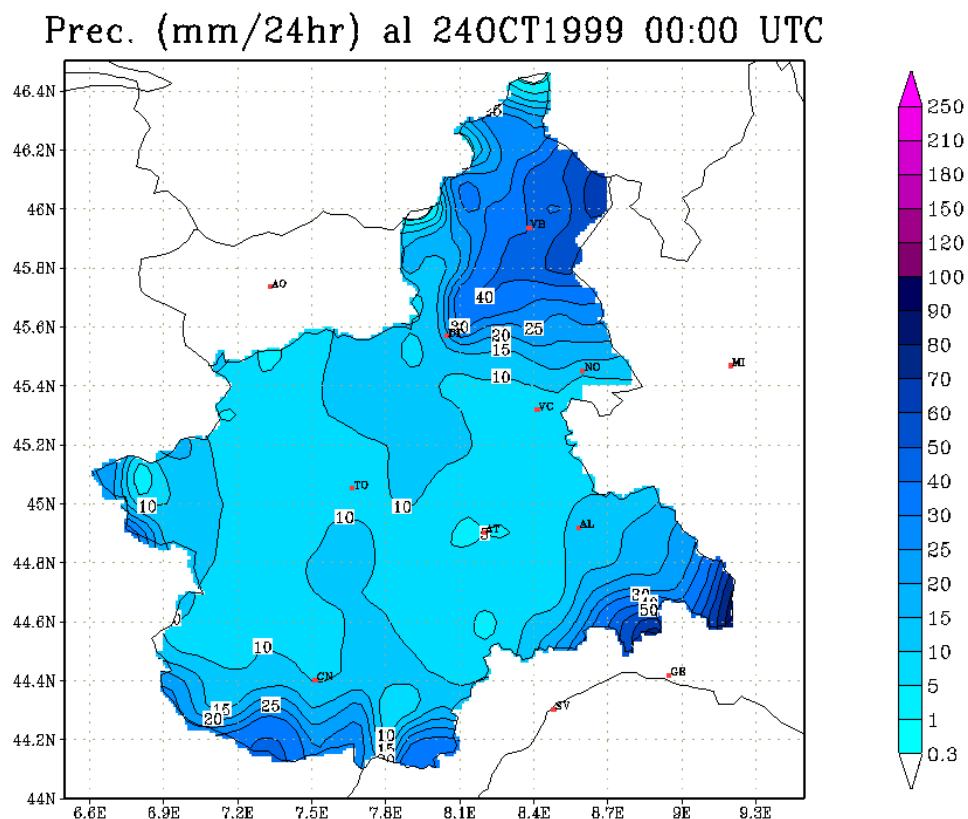 Prec. (mm/24hr) al 24OCT1999 00:00 UTC
46.4N
46.2N
46N
45.8N
45.6N
45.4N
45.2N
45N
44.8N
44.6N
44.4N
44.2N
44N
6.6E 6.9E 7.2E 7.5E 7.8E 8.1E 8.4E 8.7E 9E 9.3E
250
210
180
150
120
100
90
80
70
60
50
40
30
25
20
15
10
5
1
0.3
VB
AO
40
30
25
20
15
NO
MI
10
VC
TO
10
10
10
5
AT
AL
30
50
10
CN
GE
15
25
20
SV
10
15